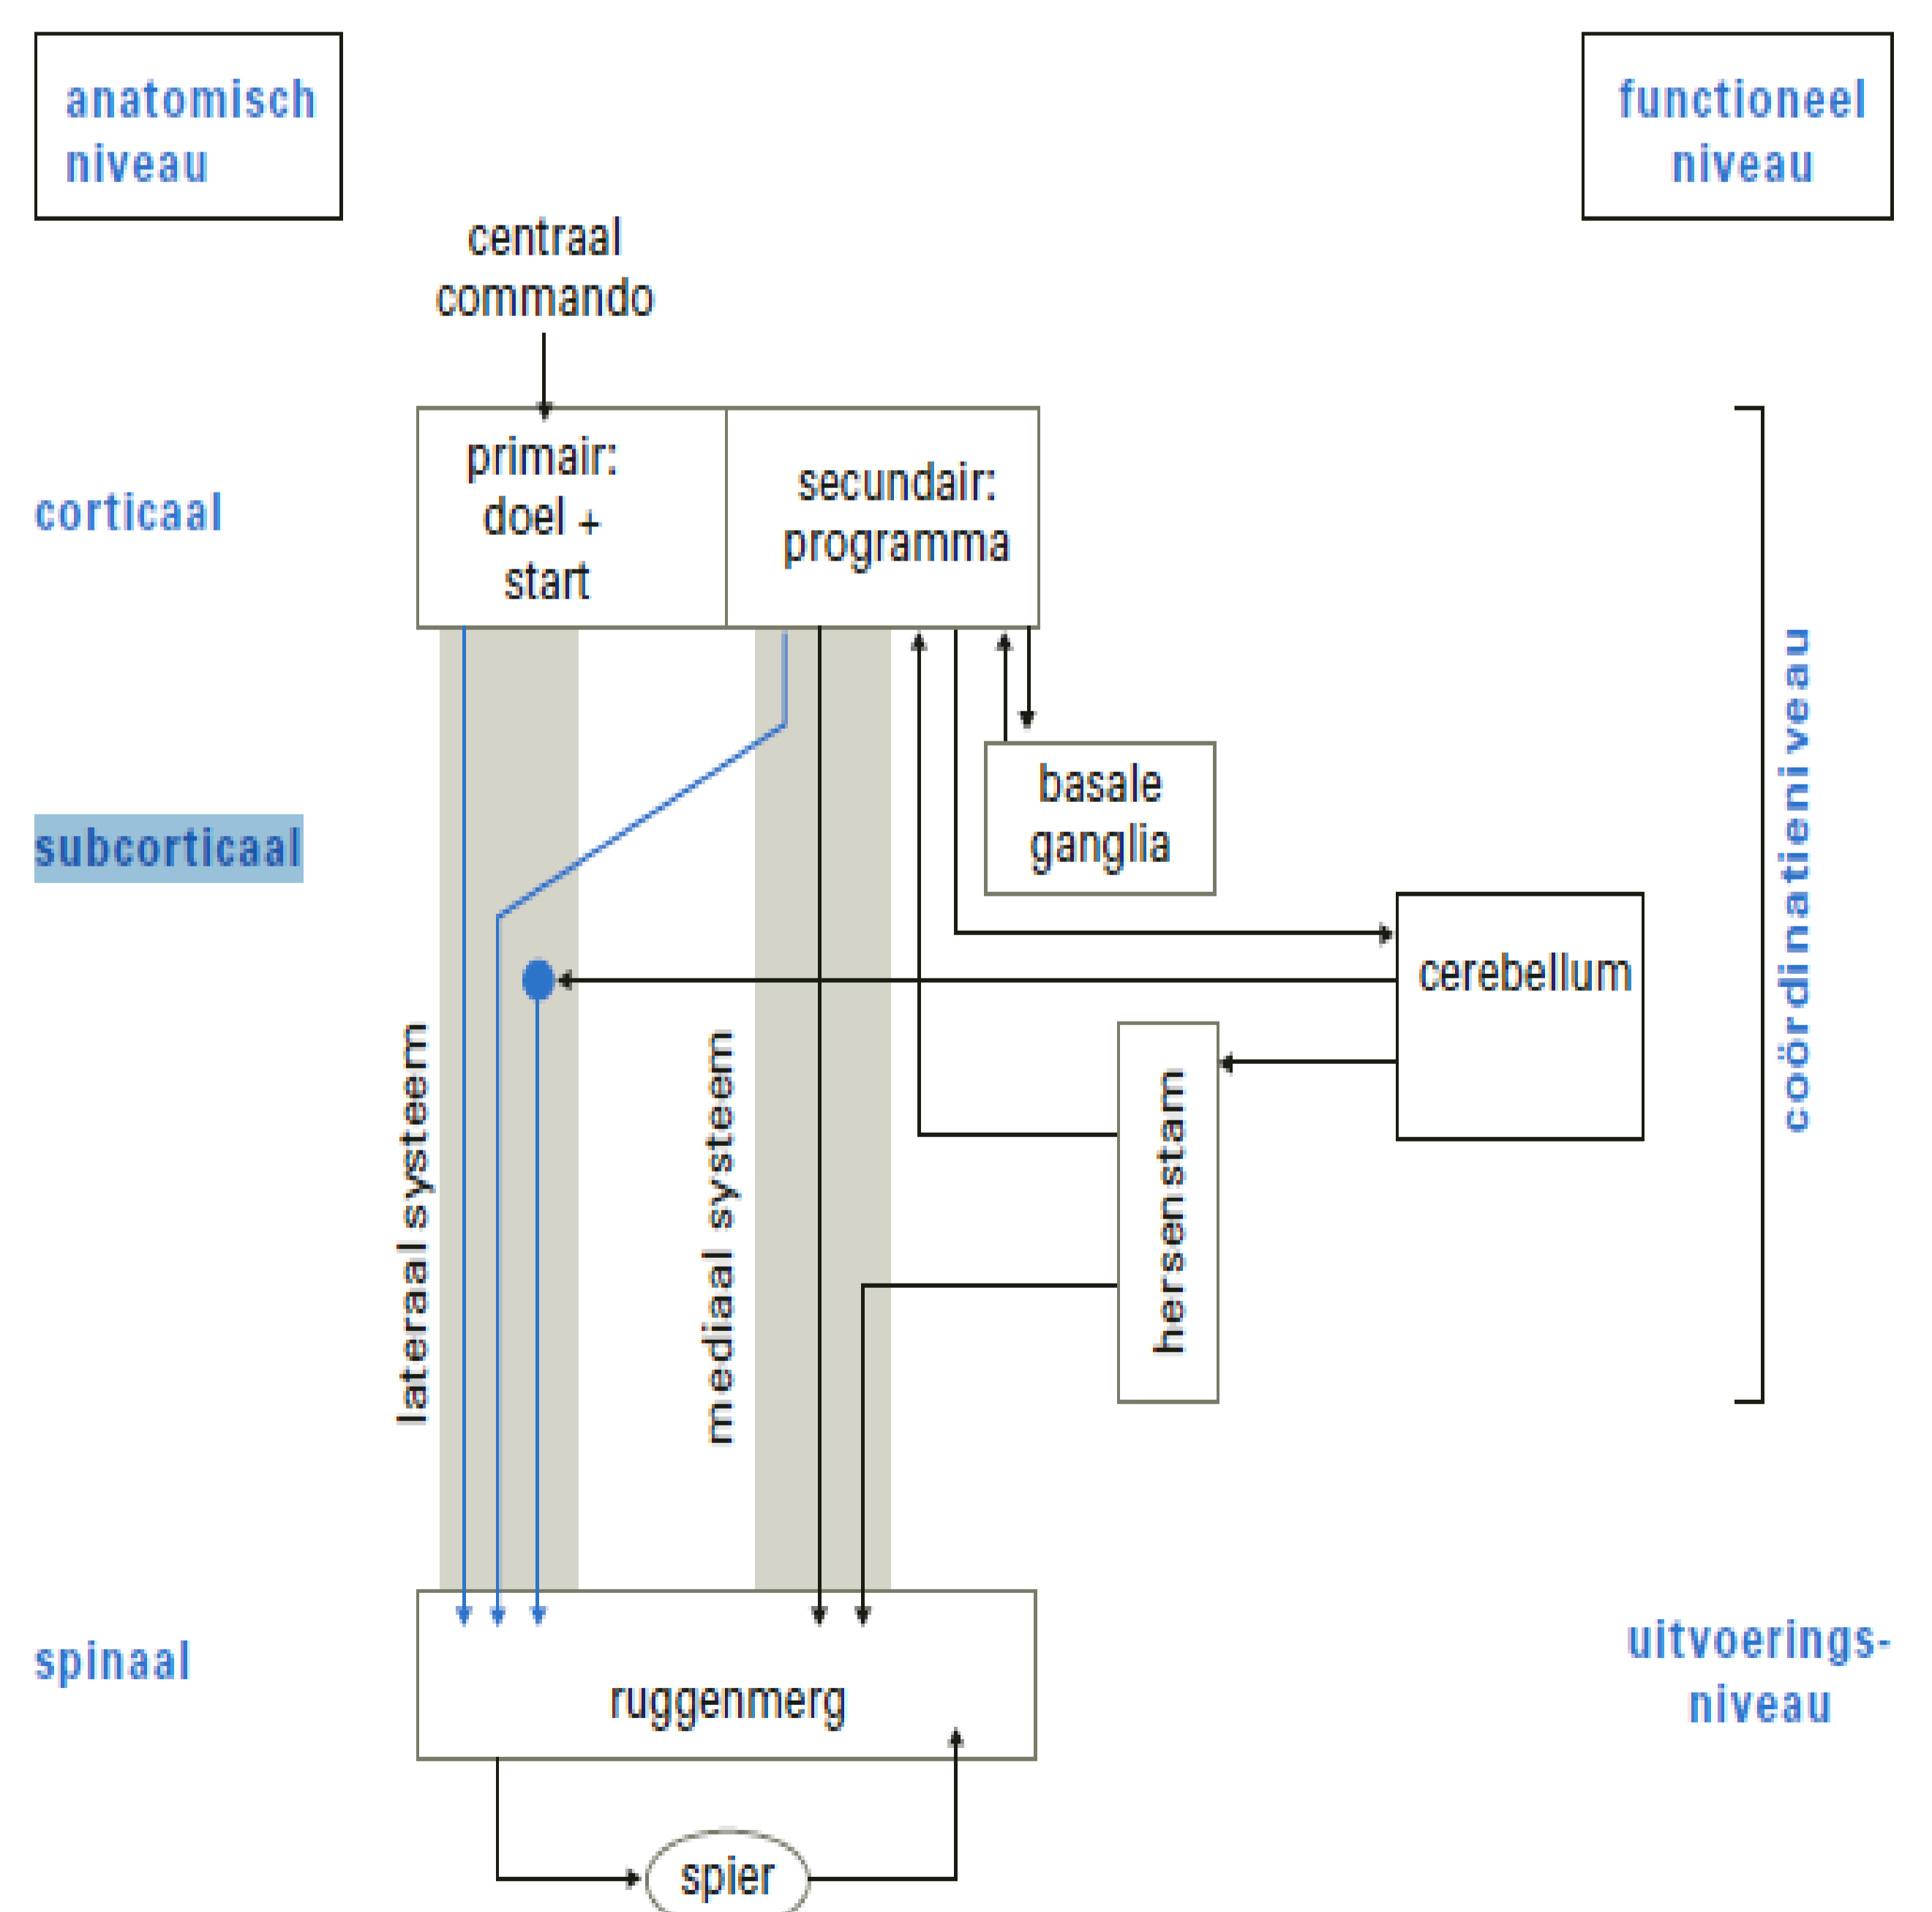 anatomisch
niveau
functioneel
niveau
centraal
commando
corticaal
primair:
doel +
start
secundair:
programma
subcorticaal
basale
ganglia
cerebellum
coördinatieniveau
lateraal systeem
mediaal systeem
hersenstam
spinaal
ruggenmerg
uitvoerings-
niveau
spier